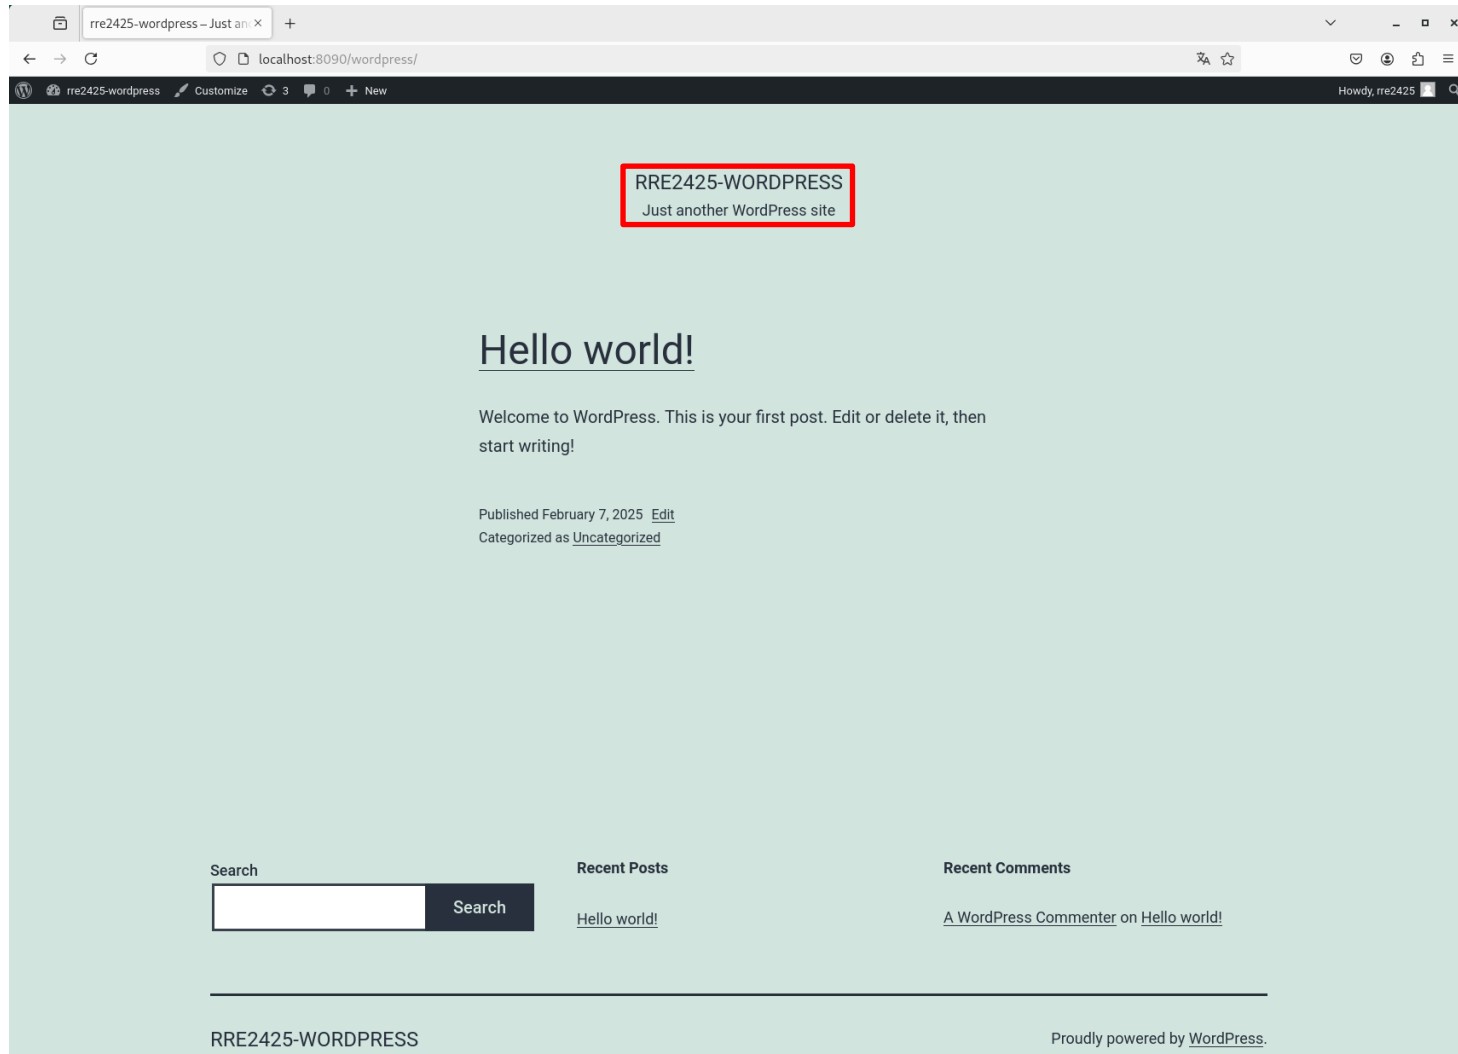 rre2425-wordpress – Just an
localhost:8090/wordpress/
rre2425-wordpress Customize 3 0 New Howdy, rre2425
RRE2425-WORDPRESS
Just another WordPress site
Hello world!
Welcome to WordPress. This is your first post. Edit or delete it, then
start writing!
Published February 7, 2025 Edit
Categorized as Uncategorized
Search
Search
Recent Posts
Hello world!
Recent Comments
A WordPress Commenter on Hello world!
RRE2425-WORDPRESS
Proudly powered by WordPress.